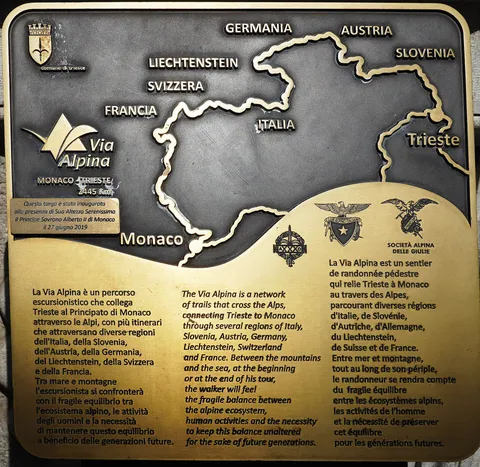 GERMANIA
AUSTRIA
SLOVENIA
LIECHTENSTEIN
SVIZZERA
FRANCIA
ITALIA
Trieste
comune di trieste
Via
Alpina
MONACO TRIESTE
2445 Km
Questa targa è stata inaugurata
alla presenza di Sua Altezza Serenissima
il Principe Sovrano Alberto II di Monaco
il 27 giugno 2019
Monaco
SOCIETÀ ALPINA
DELLE GIULIE
La Via Alpina è un percorso
escursionistico che collega
Trieste al Principato di Monaco
attraverso le Alpi, con più itinerari
che attraversano diverse regioni
dell'Italia, della Slovenia,
dell'Austria, della Germania,
del Liechtenstein, della Svizzera
e della Francia.
Tra mare e montagne
l'escursionista si confronterà
con il fragile equilibrio tra
l'ecosistema alpino, le attività
degli uomini e la necessità
di mantenere questo equilibrio
a beneficio delle generazioni future.
The Via Alpina is a network
of trails that cross the Alps,
connecting Trieste to Monaco
through several regions of Italy,
Slovenia, Austria, Germany,
Liechtenstein, Switzerland
and France. Between the mountains
and the sea, at the beginning
or at the end of his tour,
the walker will feel
the fragile balance between
the alpine ecosystem,
human activities and the necessity
to keep this balance unaltered
for the sake of future generations.
La Via Alpina est un sentier
de randonnée pédestre
qui relie Trieste à Monaco
au travers des Alpes,
parcourant diverses régions
d'Italie, de Slovénie,
d'Autriche, d'Allemagne,
du Liechtenstein,
de Suisse et de France.
Entre mer et montagne,
tout au long de son périple,
le randonneur se rendra compte
du fragile équilibre
entre les écosystèmes alpins,
les activités de l'homme
et la nécessité de préserver
cet équilibre
pour les générations futures.